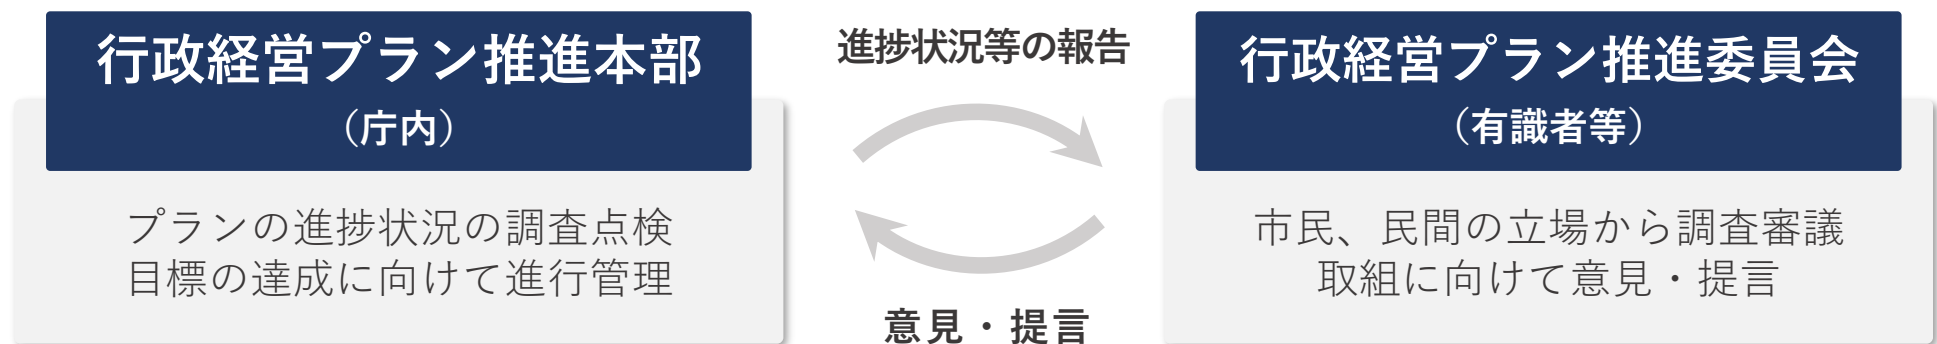 行政経営プラン推進本部
（庁内）
プランの進捗状況の調査点検
目標の達成に向けて進行管理
進捗状況等の報告
意見・提言
行政経営プラン推進委員会
（有識者等）
市民、民間の立場から調査審議
取組に向けて意見・提言